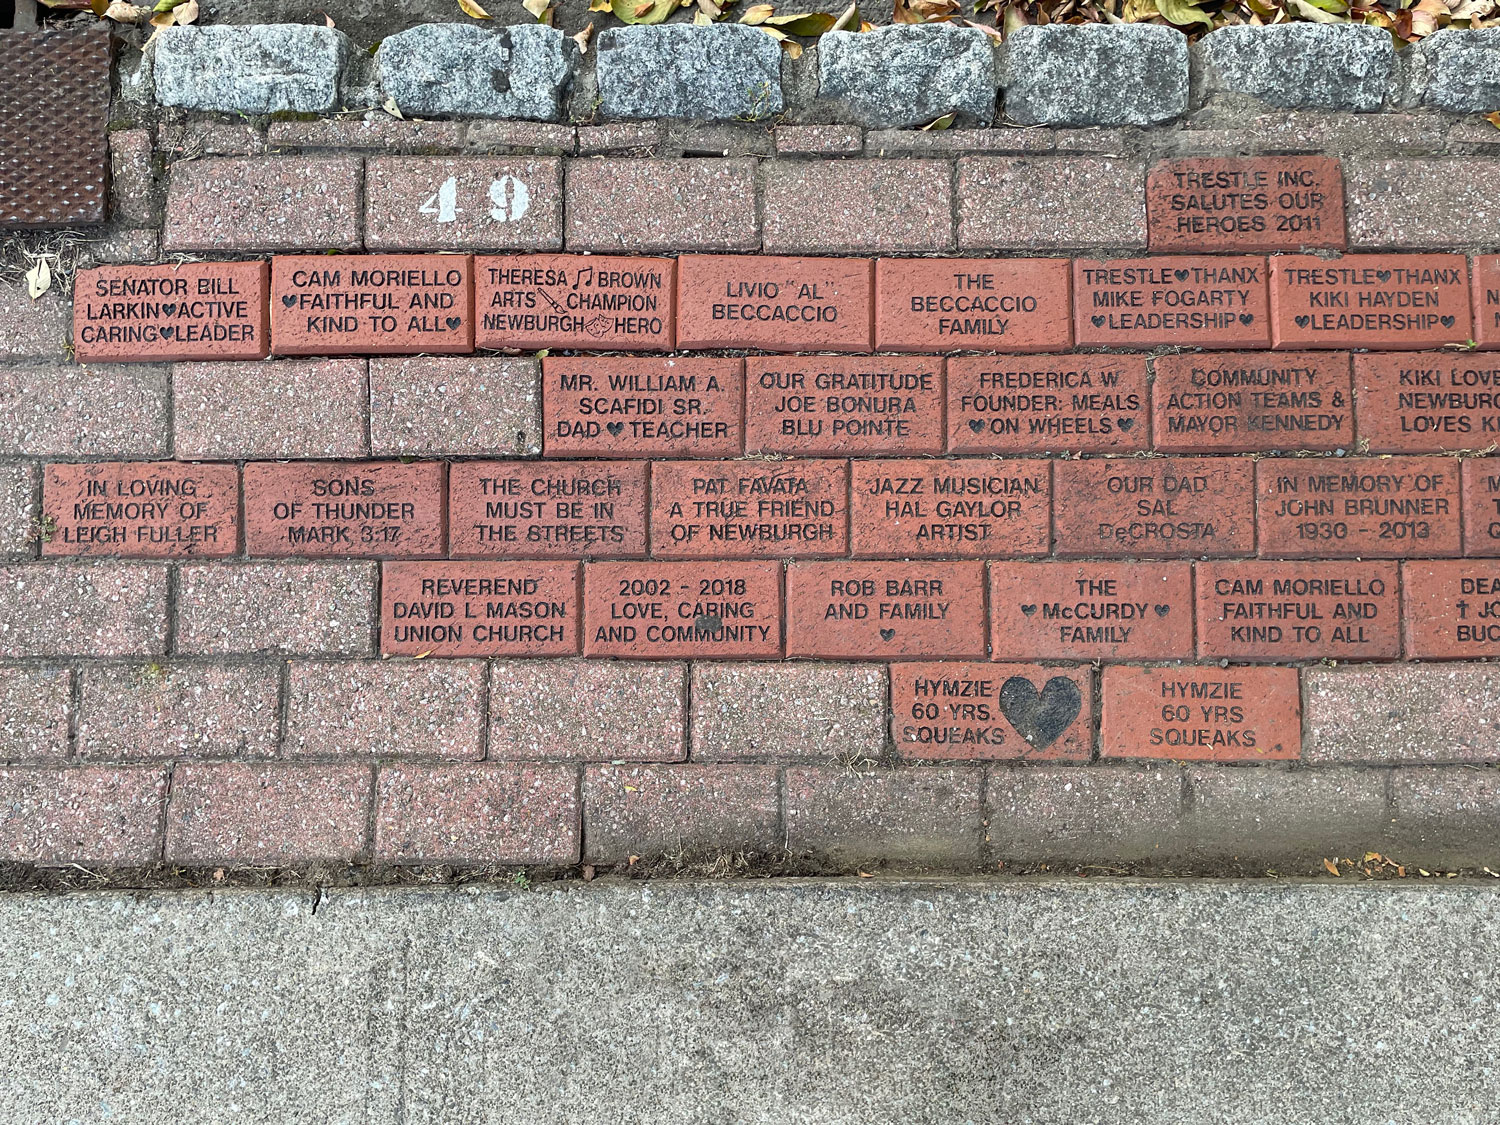 49
TRESTLE INC.
SALUTES OUR
HEROES 2011
SENATOR BILL
LARKIN♥ACTIVE
CARING♥LEADER
CAM MORIELLO
♥FAITHFUL AND
KIND TO ALL♥
THERESA ♫ BROWN
ARTS CHAMPION
NEWBURGH HERO
LIVIO "AL"
BECCACCIO
THE
BECCACCIO
FAMILY
TRESTLE♥THANX
MIKE FOGARTY
♥LEADERSHIP♥
TRESTLE♥THANX
KIKI HAYDEN
♥LEADERSHIP♥
MR. WILLIAM A.
SCAFIDI SR.
DAD ♥ TEACHER
OUR GRATITUDE
JOE BONURA
BLU POINTE
FREDERICA W
FOUNDER: MEALS
♥ON WHEELS♥
COMMUNITY
ACTION TEAMS &
MAYOR KENNEDY
KIKI LOVE
NEWBURG
LOVES K
IN LOVING
MEMORY OF
LEIGH FULLER
SONS
OF THUNDER
MARK 3:17
THE CHURCH
MUST BE IN
THE STREETS
PAT FAVATA
A TRUE FRIEND
OF NEWBURGH
JAZZ MUSICIAN
HAL GAYLOR
ARTIST
OUR DAD
SAL
DeCROSTA
IN MEMORY OF
JOHN BRUNNER
1930 - 2013
REVEREND
DAVID L MASON
UNION CHURCH
2002 - 2018
LOVE, CARING
AND COMMUNITY
ROB BARR
AND FAMILY
♥
THE
♥ McCURDY ♥
FAMILY
CAM MORIELLO
FAITHFUL AND
KIND TO ALL
DEA
✝ JO
BUC
HYMZIE
60 YRS.
SQUEAKS
HYMZIE
60 YRS
SQUEAKS